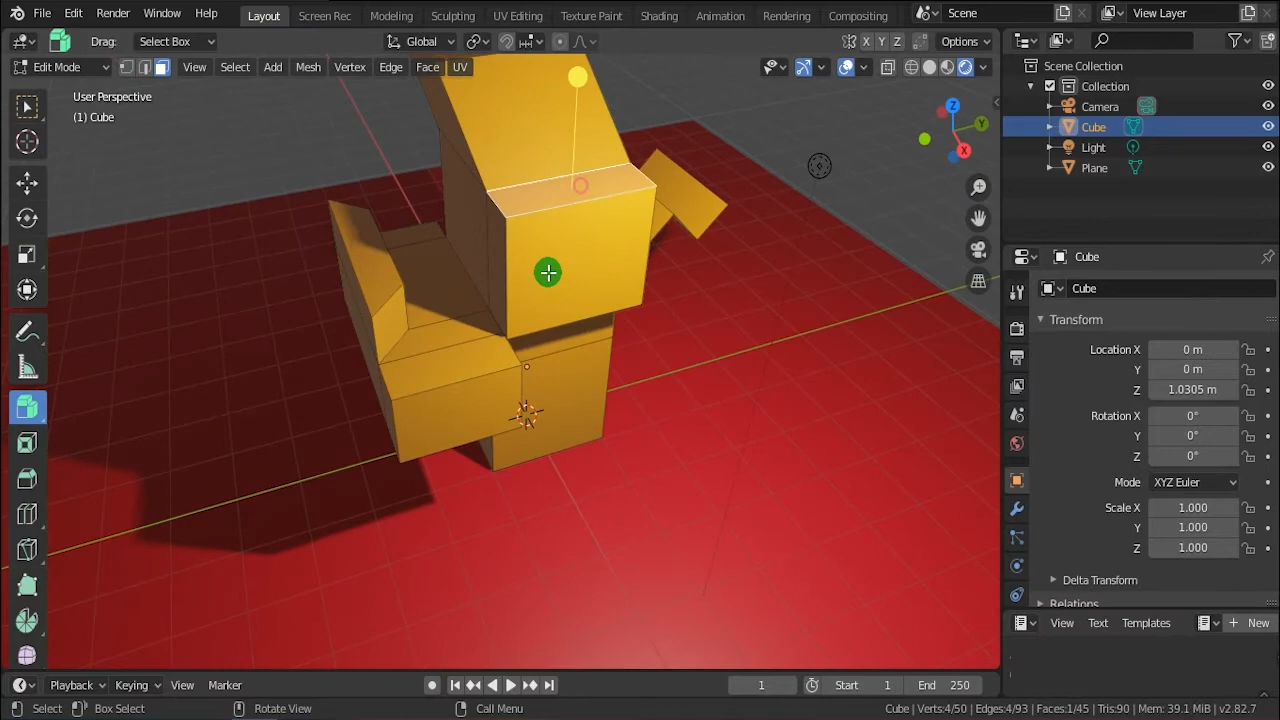 File Edit Render Window Help Layout Screen Rec Modeling Sculpting UV Editing Texture Paint Shading Animation Rendering Compositing Scene View Layer
Drag: Select Box Global X Y Z Options
Edit Mode View Select Add Mesh Vertex Edge Face UV
User Perspective
(1) Cube
Z
Y
X
Scene Collection
Collection
Camera
Cube
Light
Plane
Cube
Cube
Transform
Location X 0 m
Y 0 m
Z 1.0305 m
Rotation X 0°
Y 0°
Z 0°
Mode XYZ Euler
Scale X 1.000
Y 1.000
Z 1.000
Delta Transform
Relations
View Text Templates New
Playback Keying View Marker 1 Start 1 End 250
Select Box Select Rotate View Call Menu Cube | Verts:4/50 | Edges:4/93 | Faces:1/45 | Tris:90 | Mem: 39.1 MiB | v2.82.7